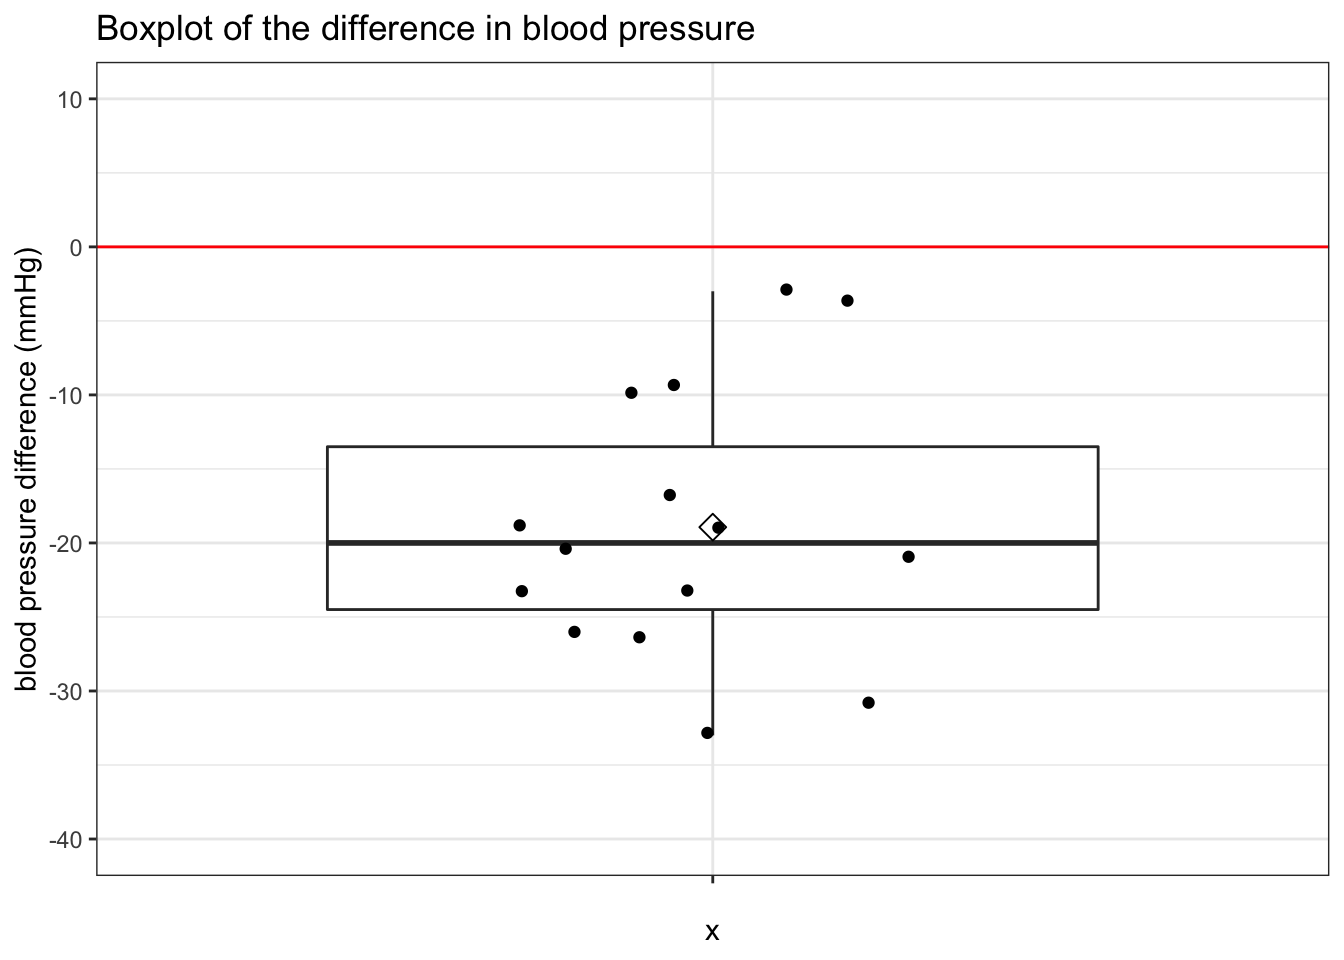 Boxplot of the difference in blood pressure
10
0
-10
-20
-30
-40
blood pressure difference (mmHg)
x